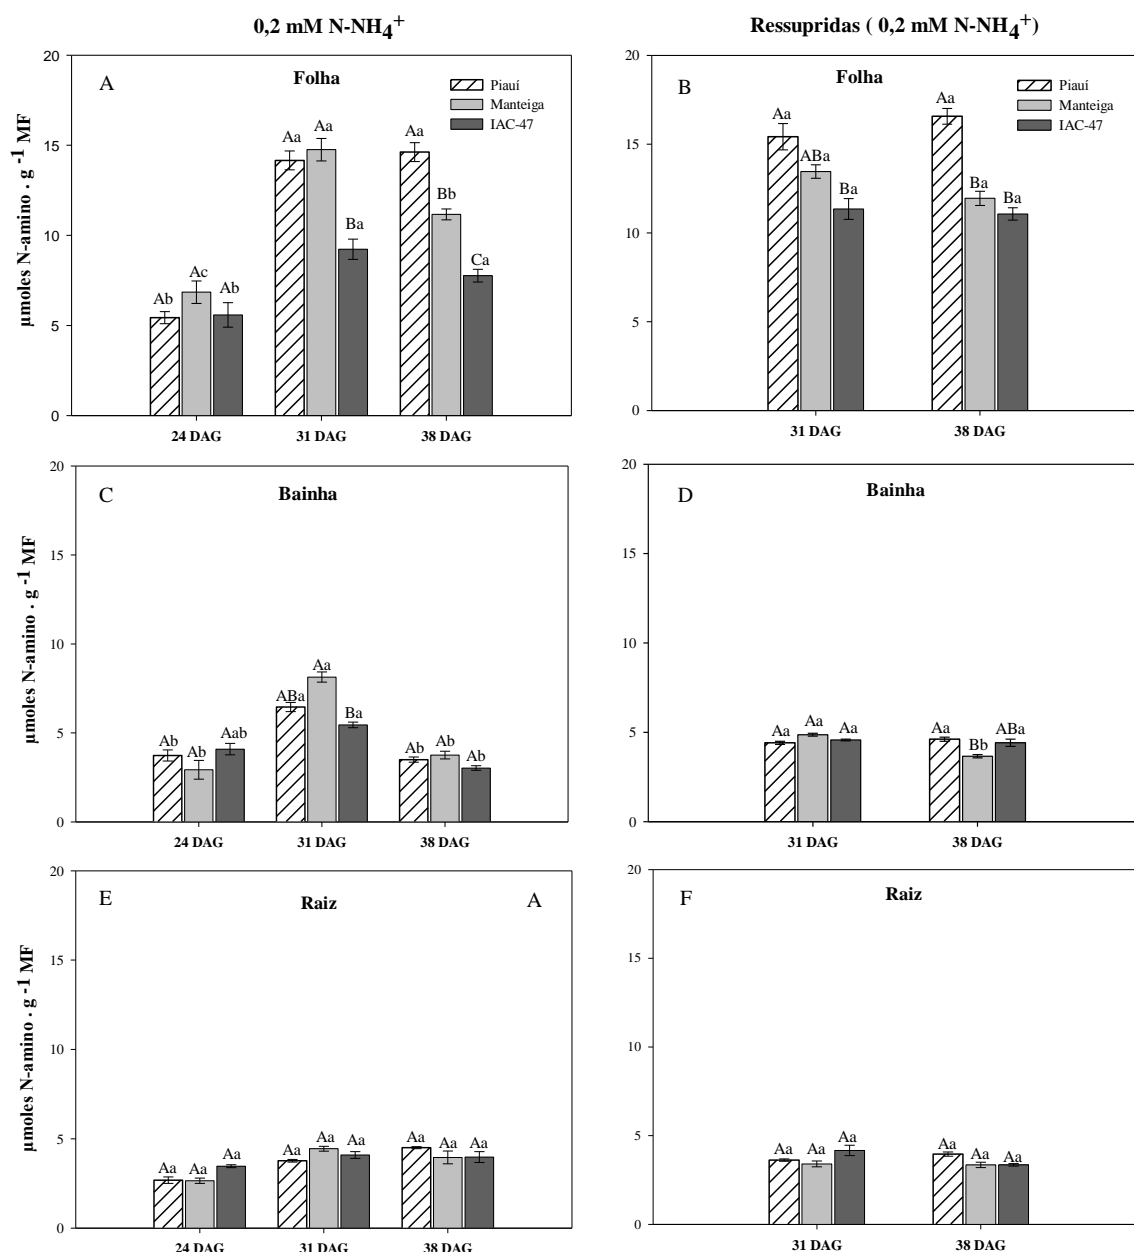 0,2 mM N-NH4+
Ressupridas ( 0,2 mM N-NH4+)
µmoles N-amino . g -1 MF
20
15
10
5
0
A
Folha
Piauí
Manteiga
IAC-47
Ab
Ac
Ab
Aa
Aa
Ba
Aa
Bb
Ca
24 DAG
31 DAG
38 DAG
20
15
10
5
0
B
Folha
Piauí
Manteiga
IAC-47
Aa
ABa
Ba
Aa
Ba
Ba
31 DAG
38 DAG
µmoles N-amino . g -1 MF
20
15
10
5
0
C
Bainha
Ab
Ab
Aab
ABa
Aa
Ba
Ab
Ab
Ab
24 DAG
31 DAG
38 DAG
20
15
10
5
0
D
Bainha
Aa
Aa
Aa
Aa
Bb
ABa
31 DAG
38 DAG
µmoles N-amino . g -1 MF
20
15
10
5
0
E
Raiz
A
Aa
Aa
Aa
Aa
Aa
Aa
Aa
Aa
Aa
24 DAG
31 DAG
38 DAG
20
15
10
5
0
F
Raiz
Aa
Aa
Aa
Aa
Aa
Aa
31 DAG
38 DAG